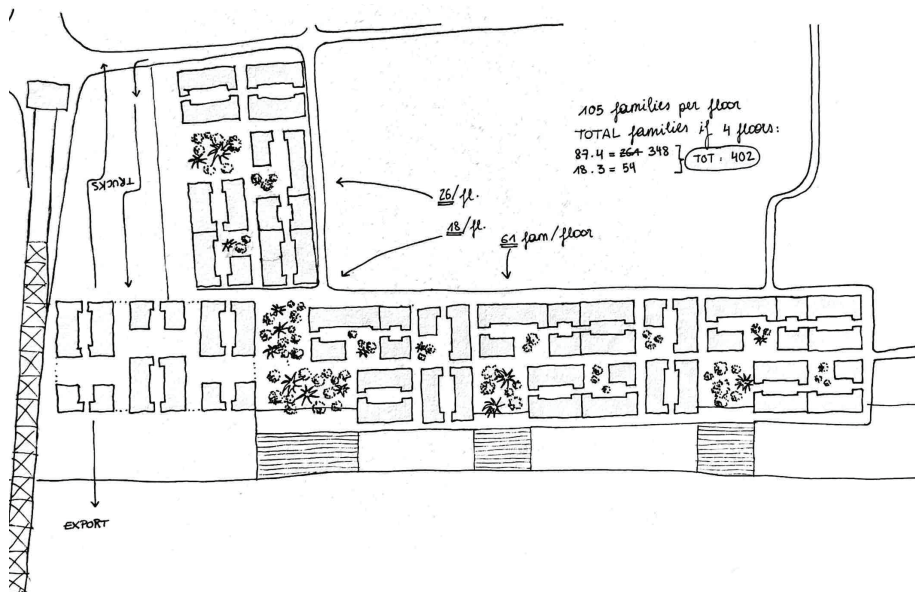 105 families per floor
TOTAL families if 4 floors:
87.4 = 261 348
18.3 = 54
TOT: 402
TRUCKS
26/fl.
18/fl.
61 fam/floor
EXPORT